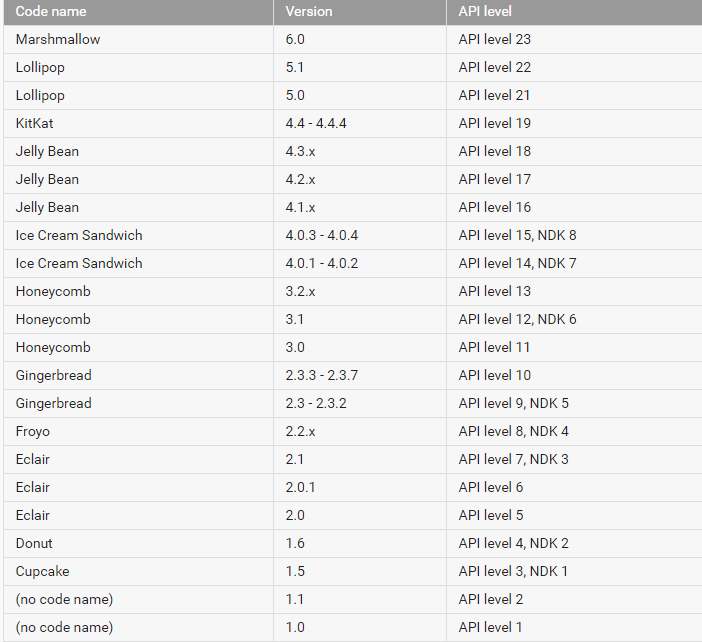 Code name Version API level
Marshmallow 6.0 API level 23
Lollipop 5.1 API level 22
Lollipop 5.0 API level 21
KitKat 4.4 - 4.4.4 API level 19
Jelly Bean 4.3.x API level 18
Jelly Bean 4.2.x API level 17
Jelly Bean 4.1.x API level 16
Ice Cream Sandwich 4.0.3 - 4.0.4 API level 15, NDK 8
Ice Cream Sandwich 4.0.1 - 4.0.2 API level 14, NDK 7
Honeycomb 3.2.x API level 13
Honeycomb 3.1 API level 12, NDK 6
Honeycomb 3.0 API level 11
Gingerbread 2.3.3 - 2.3.7 API level 10
Gingerbread 2.3 - 2.3.2 API level 9, NDK 5
Froyo 2.2.x API level 8, NDK 4
Eclair 2.1 API level 7, NDK 3
Eclair 2.0.1 API level 6
Eclair 2.0 API level 5
Donut 1.6 API level 4, NDK 2
Cupcake 1.5 API level 3, NDK 1
(no code name) 1.1 API level 2
(no code name) 1.0 API level 1